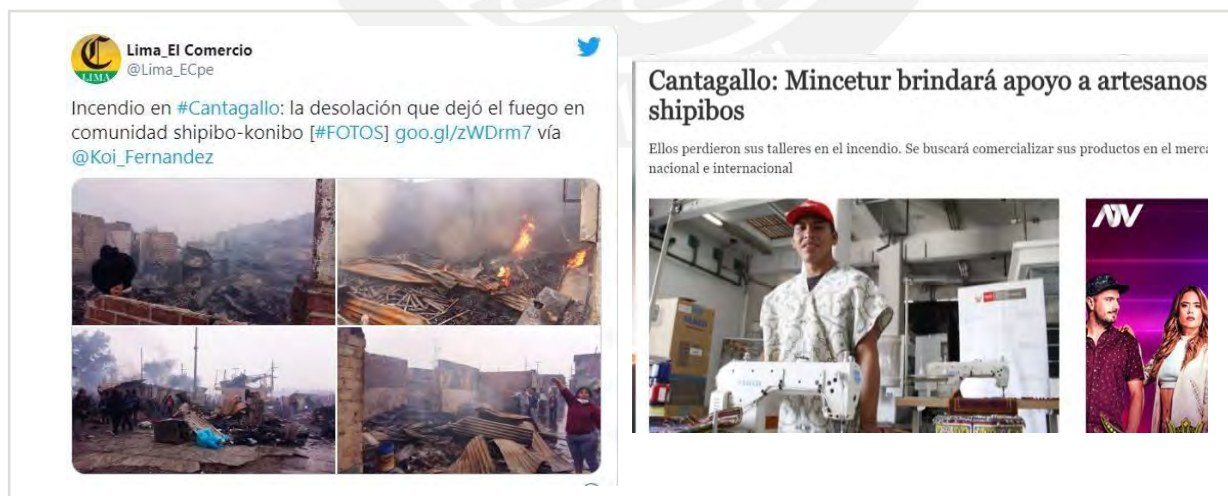 Lima_El Comercio
@Lima_ECpe
LIMA
Incendio en #Cantagallo: la desolación que dejó el fuego en
comunidad shipibo-konibo [#FOTOS] goo.gl/zWDrm7 vía
@Koi_Fernandez
Cantagallo: Mincetur brindará apoyo a artesanos
shipibos
Ellos perdieron sus talleres en el incendio. Se buscará comercializar sus productos en el merca
nacional e internacional